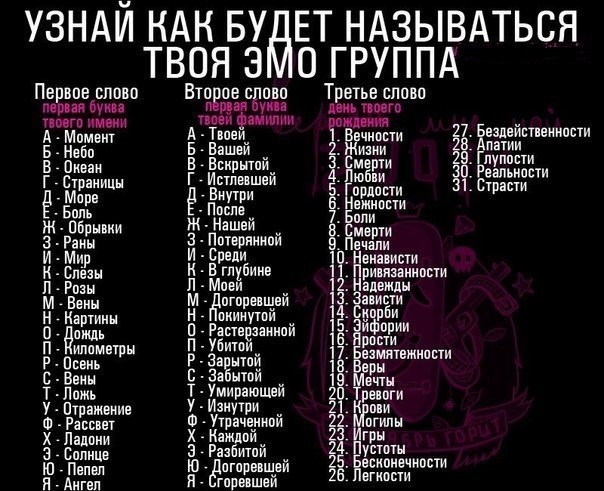 УЗНАЙ КАК БУДЕТ НАЗЫВАТЬСЯ
ТВОЯ ЭМО ГРУППА
Первое слово
первая буква
твоего имени
А - Момент
Б - Небо
В - Океан
Г - Страницы
Д - Море
Е - Боль
Ж - Обрывки
З - Раны
И - Мир
К - Слёзы
Л - Розы
М - Вены
Н - Картины
О - Дождь
П - Километры
Р - Осень
С - Вены
Т - Ложь
У - Отражение
Ф - Рассвет
Х - Ладони
Э - Солнце
Ю - Пепел
Я - Ангел
Второе слово
первая буква
твоей фамилии
А - Твоей
Б - Вашей
В - Вскрытой
Г - Истлевшей
Д - Внутри
Е - После
Ж - Нашей
З - Потерянной
И - Среди
К - В глубине
Л - Моей
М - Догоревшей
Н - Покинутой
О - Растерзанной
П - Убитой
Р - Зарытой
С - Забытой
Т - Умирающей
У - Изнутри
Ф - Утраченной
Х - Каждой
Э - Разбитой
Ю - Догоревшей
Я - Сгоревшей
Третье слово
день твоего
рождения
1. Вечности
2. Жизни
3. Смерти
4. Любви
5. Гордости
6. Нежности
7. Боли
8. Смерти
9. Печали
10. Ненависти
11. Привязанности
12. Надежды
13. Зависти
14. Скорби
15. Эйфории
16. Ярости
17. Безмятежности
18. Веры
19. Мечты
20. Тревоги
21. Крови
22. Могилы
23. Игры
24. Пустоты
25. Бесконечности
26. Легкости
27. Бездейственности
28. Апатии
29. Глупости
30. Реальности
31. Страсти
ГОРИТ